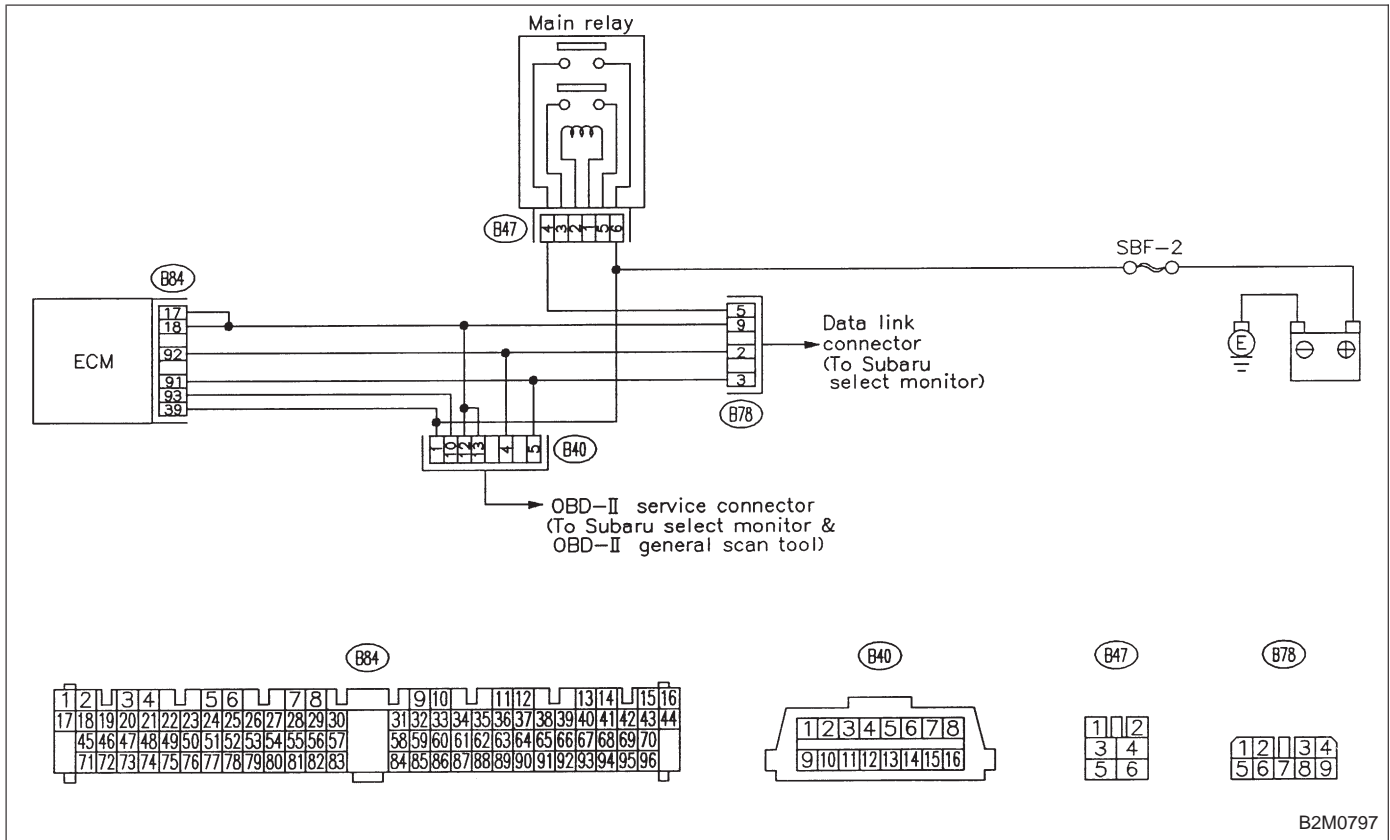 Main relay
B47
4 3 2 1 5 6
SBF-2
B84
17
18
92
91
93
39
ECM
5
9
2
3
Data link
connector
(To Subaru
select monitor)
E
⊖ ⊕
B78
1 10 12 13 4 5
B40
OBD-II service connector
(To Subaru select monitor &
OBD-II general scan tool)
B84
1 2 3 4 5 6 7 8 9 10 11 12 13 14 15 16
17 18 19 20 21 22 23 24 25 26 27 28 29 30 31 32 33 34 35 36 37 38 39 40 41 42 43 44
45 46 47 48 49 50 51 52 53 54 55 56 57 58 59 60 61 62 63 64 65 66 67 68 69 70
71 72 73 74 75 76 77 78 79 80 81 82 83 84 85 86 87 88 89 90 91 92 93 94 95 96
B40
1 2 3 4 5 6 7 8
9 10 11 12 13 14 15 16
B47
1 2
3 4
5 6
B78
1 2 3 4
5 6 7 8 9
B2M0797